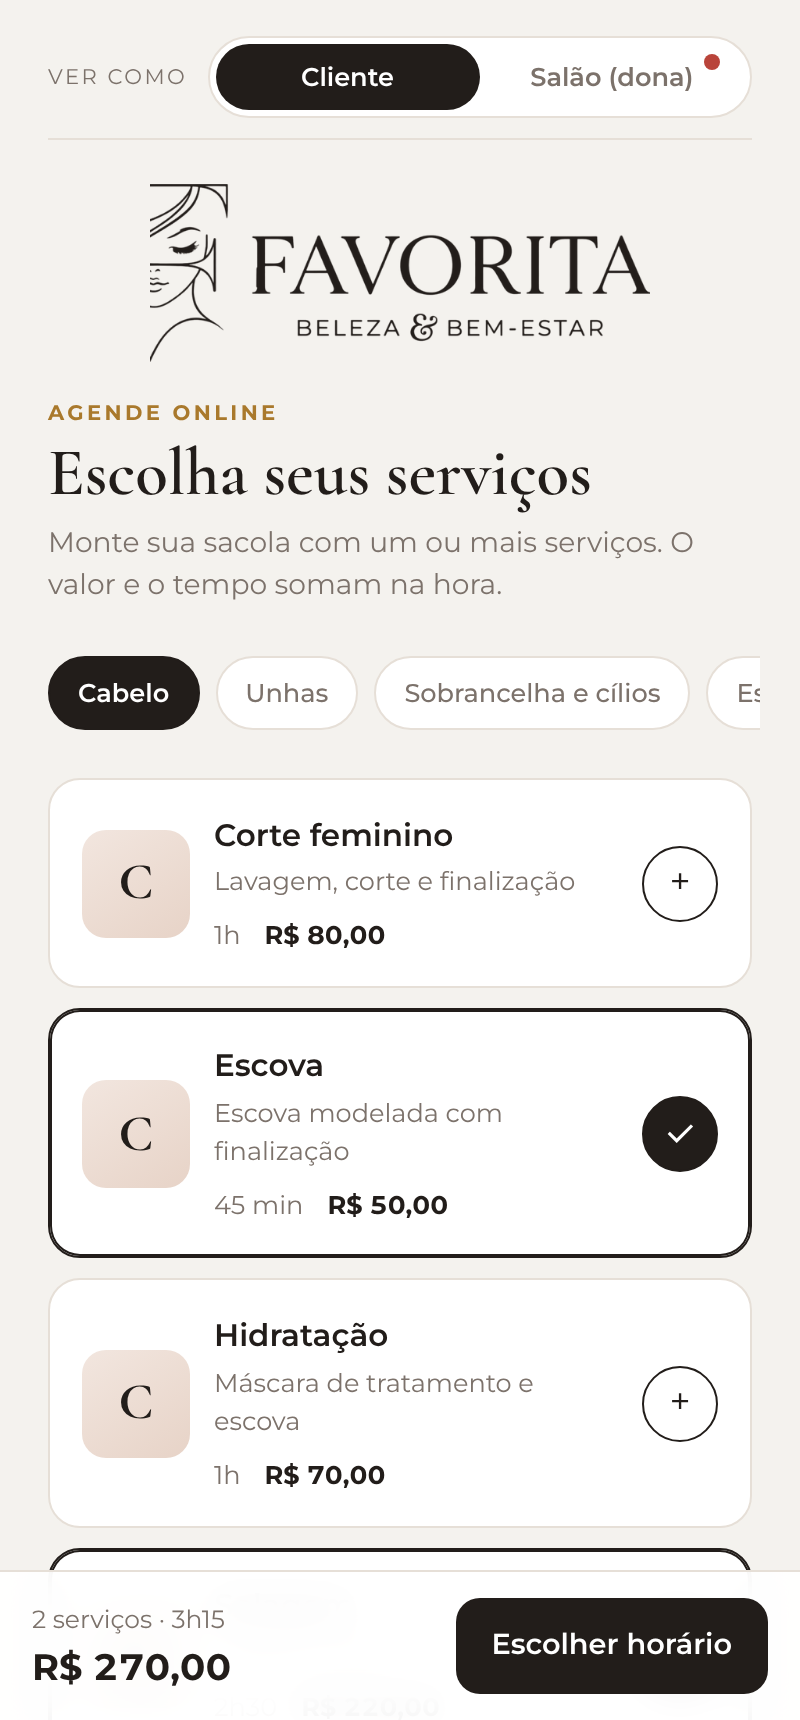 VER COMO
Cliente
Salão (dona)
FAVORITA
BELEZA & BEM-ESTAR
AGENDE ONLINE
Escolha seus serviços
Monte sua sacola com um ou mais serviços. O
valor e o tempo somam na hora.
Cabelo
Unhas
Sobrancelha e cílios
Es
Corte feminino
C
Lavagem, corte e finalização
+
1h R$ 80,00
Escova
C
Escova modelada com
finalização
45 min R$ 50,00
Hidratação
C
Máscara de tratamento e
escova
+
1h R$ 70,00
2 serviços · 3h15
R$ 270,00
Escolher horário
R$ 220,00